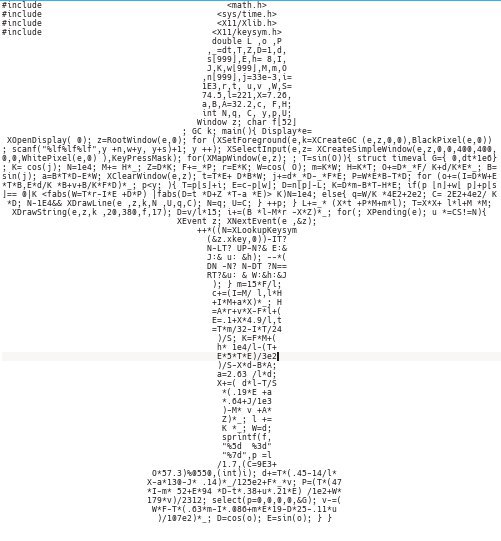 #include <math.h>
#include <sys/time.h>
#include <X11/Xlib.h>
#include <X11/keysym.h>
double L ,o ,P
,_=dt,T,Z,D=1,d,
s[999],E,h= 8,I,
J,K,w[999],M,m,O
,n[999],j=33e-3,i=
1E3,r,t, u,v ,W,S=
74.5,l=221,X=7.26,
a,B,A=32.2,c, F,H;
int N,q, C, y,p,U;
Window z; char f[52]
; GC k; main(){ Display*e=
XOpenDisplay( 0); z=RootWindow(e,0); for (XSetForeground(e,k=XCreateGC (e,z,0,0),BlackPixel(e,0))
; scanf("%lf%lf%lf",y +n,w+y, y+s)+1; y ++); XSelectInput(e,z= XCreateSimpleWindow(e,z,0,0,400,400,
0,0,WhitePixel(e,0) ),KeyPressMask); for(XMapWindow(e,z); ; T=sin(O)){ struct timeval G={ 0,dt*1e6}
; K= cos(j); N=1e4; M+= H*_; Z=D*K; F+=_*P; r=E*K; W=cos( O); m=K*W; H=K*T; O+=D*_*F/ K+d/K*E*_; B=
sin(j); a=B*T*D-E*W; XClearWindow(e,z); t=T*E+ D*B*W; j+=d*_*D-_*F*E; P=W*E*B-T*D; for (o+=(I=D*W+E
*T*B,E*d/K *B+v+B/K*F*D)*_; p<y; ){ T=p[s]+i; E=c-p[w]; D=n[p]-L; K=D*m-B*T-H*E; if(p [n]+w[ p]+p[s
]== 0|K <fabs(W=T*r-I*E +D*P) |fabs(D=t *D+Z *T-a *E)> K)N=1e4; else{ q=W/K *4E2+2e2; C= 2E2+4e2/ K
*D; N-1E4&& XDrawLine(e ,z,k,N ,U,q,C); N=q; U=C; } ++p; } L+=_* (X*t +P*M+m*l); T=X*X+ l*l+M *M;
XDrawString(e,z,k ,20,380,f,17); D=v/l*15; i+=(B *l-M*r -X*Z)*_; for(; XPending(e); u *=CS!=N){
XEvent z; XNextEvent(e ,&z);
++*((N=XLookupKeysym
(&z.xkey,0))-IT?
N-LT? UP-N?& E:&
J:& u: &h); --*(
DN -N? N-DT ?N==
RT?&u: & W:&h:&J
); } m=15*F/l;
c+=(I=M/ l,l*H
+I*M+a*X)*_; H
=A*r+v*X-F*l+(
E=.1+X*4.9/l,t
=T*m/32-I*T/24
)/S; K=F*M+(
h* 1e4/l-(T+
E*5*T*E)/3e2
)/S-X*d-B*A;
a=2.63 /l*d;
X+=( d*l-T/S
*(.19*E +a
*.64+J/1e3
)-M* v +A*
Z)*_; l +=
K *_; W=d;
sprintf(f,
"%5d  %3d"
"%7d",p =l
/1.7,(C=9E3+
O*57.3)%0550,(int)i); d+=T*(.45-14/l*
X-a*130-J* .14)*_/125e2+F*_*v; P=(T*(47
*I-m* 52+E*94 *D-t*.38+u*.21*E) /1e2+W*
179*v)/2312; select(p=0,0,0,0,&G); v-=(
W*F-T*(.63*m-I*.086+m*E*19-D*25-.11*u
)/107e2)*_; D=cos(o); E=sin(o); } }